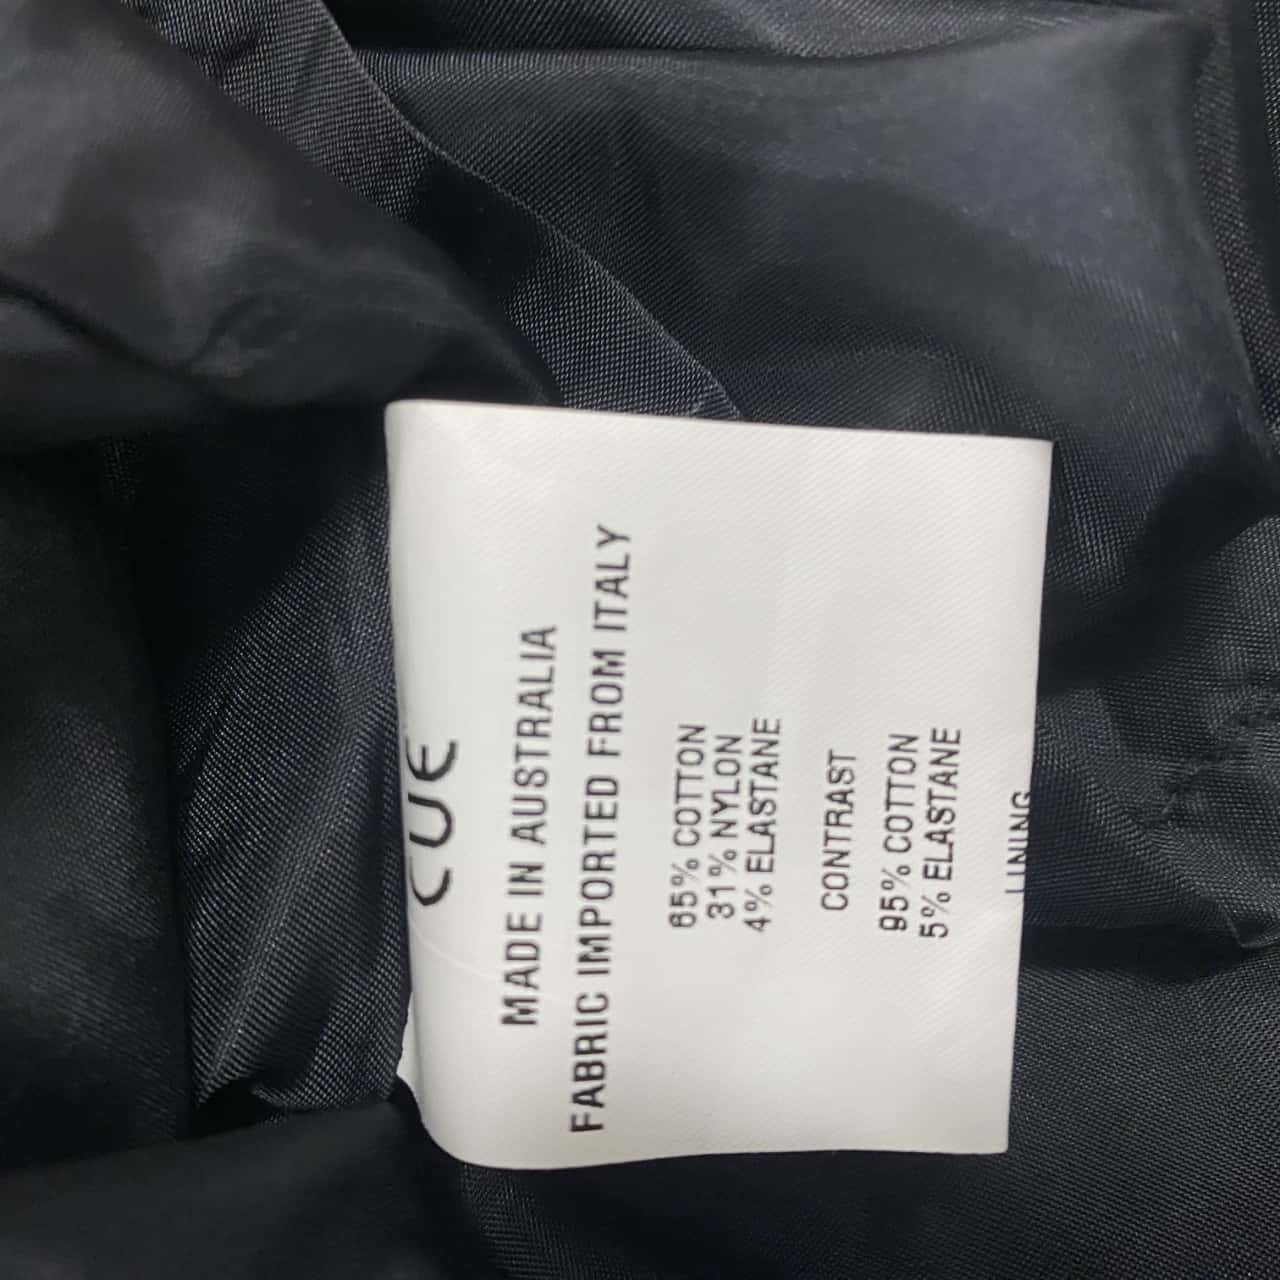 CUE
MADE IN AUSTRALIA
FABRIC IMPORTED FROM ITALY
65% COTTON
31% NYLON
4% ELASTANE
CONTRAST
95% COTTON
5% ELASTANE
LINING